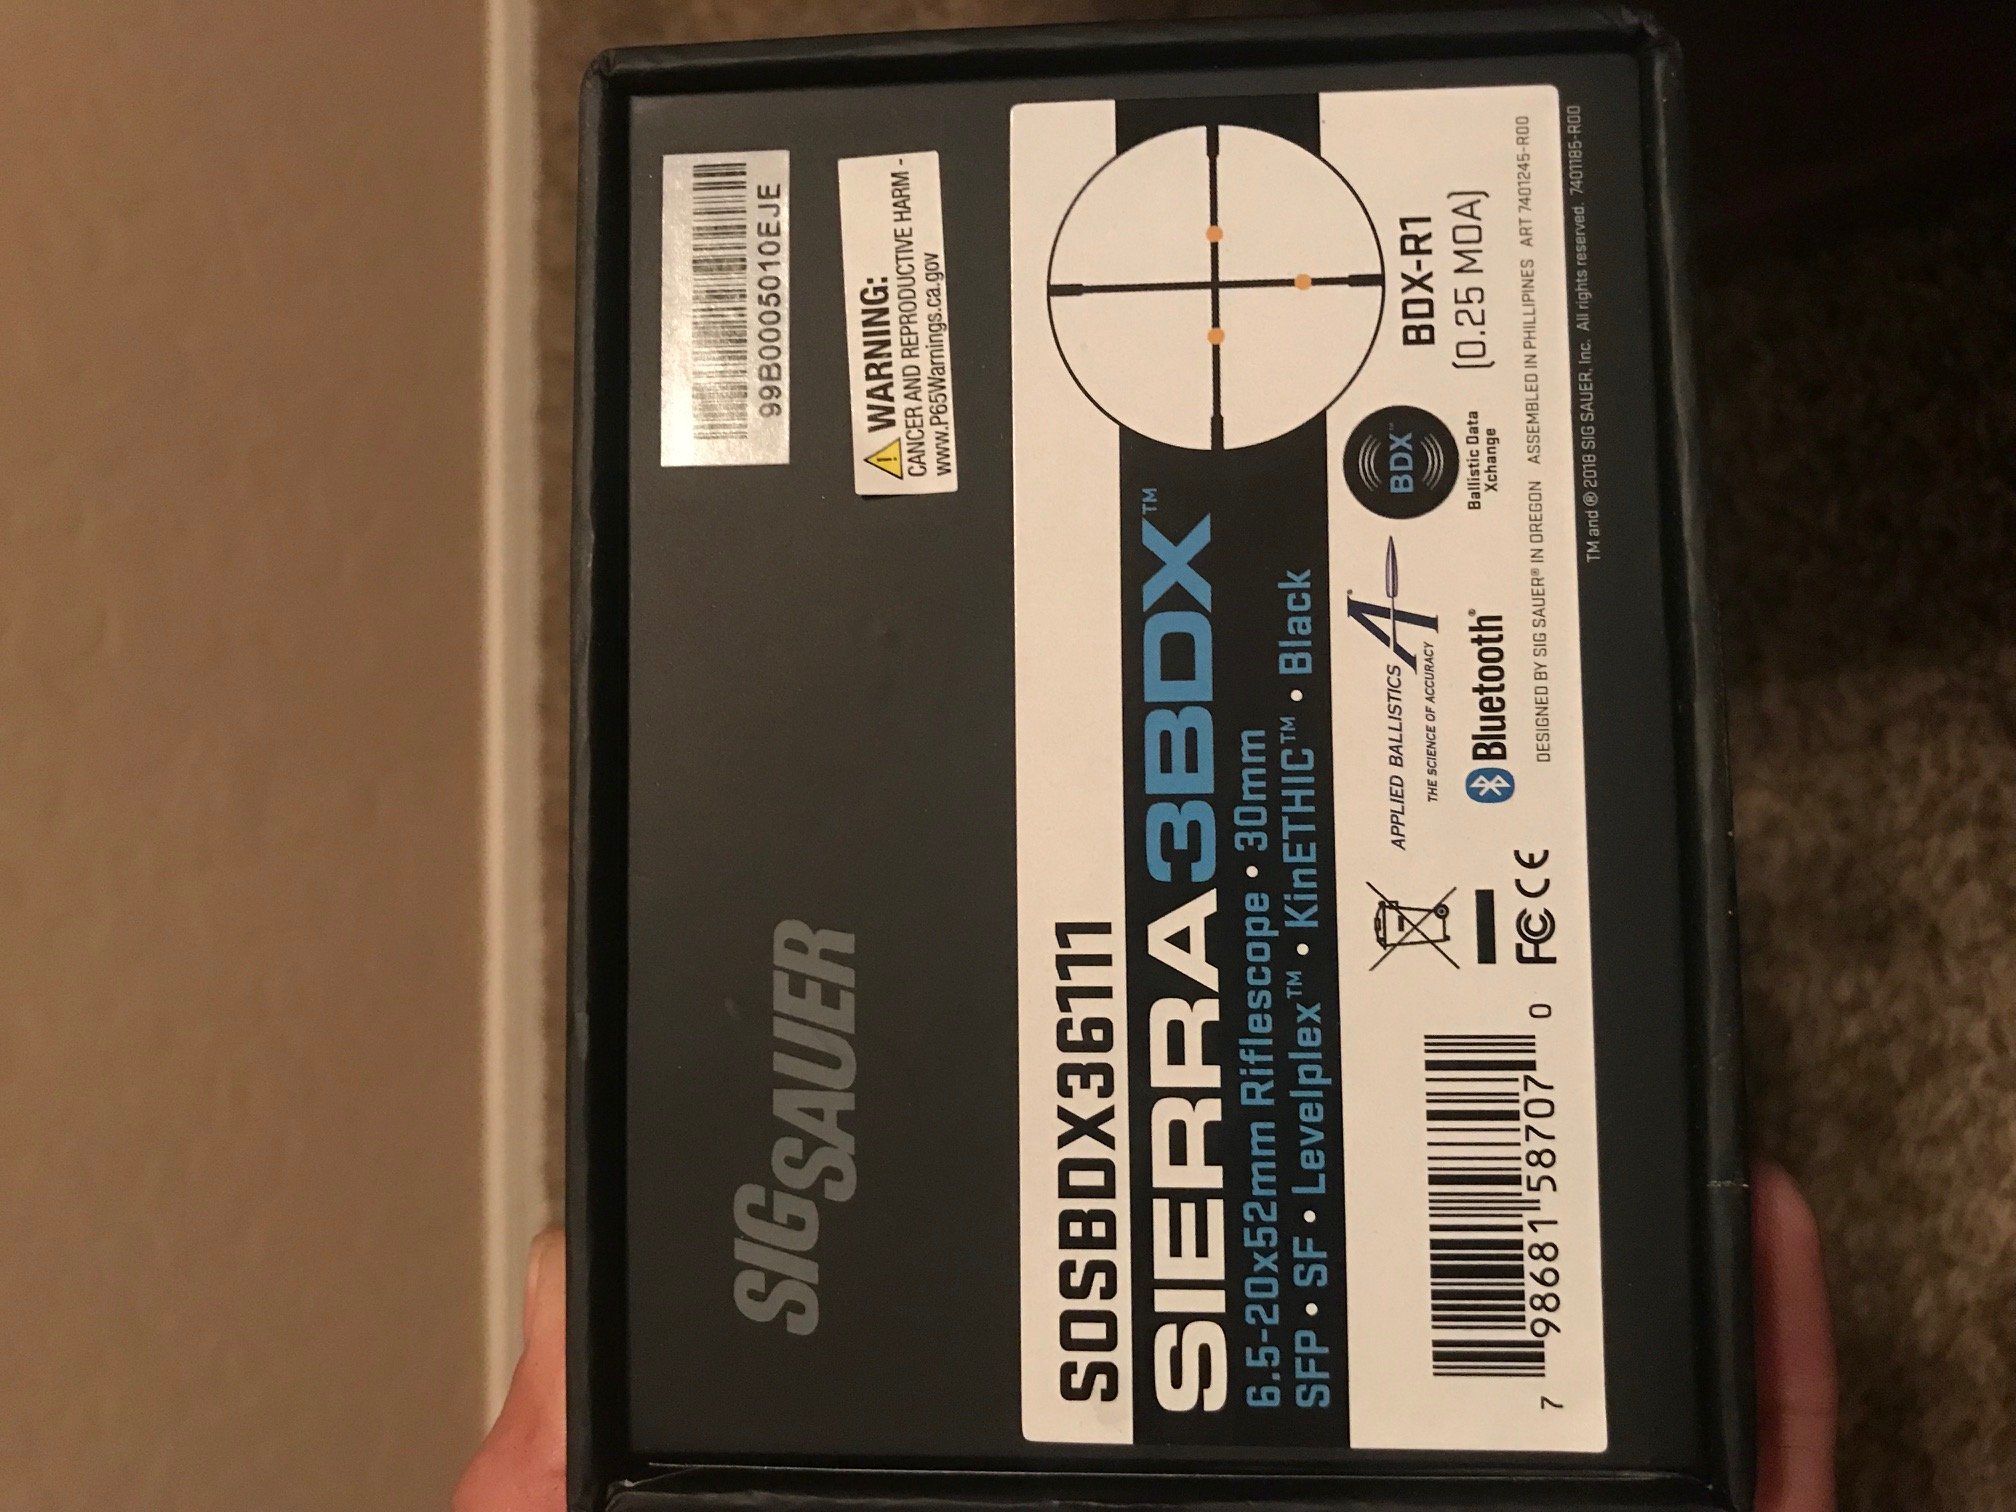 SIG SAUER
99B0005010EJE
WARNING:
CANCER AND REPRODUCTIVE HARM -
www.P65Warnings.ca.gov
SOSBDX36111
SIERRA3BDX™
6.5-20x52mm Riflescope • 30mm
SFP • SF • Levelplex™ • KinETHIC™ • Black
7 98681 58707 0
FC CE
APPLIED BALLISTICS
THE SCIENCE OF ACCURACY
A®
Bluetooth®
BDX™
Ballistic Data
Xchange
BDX-R1
(0.25 MOA)
DESIGNED BY SIG SAUER® IN OREGON ASSEMBLED IN PHILLIPINES ART 7401245-R00
TM and ® 2018 SIG SAUER, Inc. All rights reserved. 7401185-R00